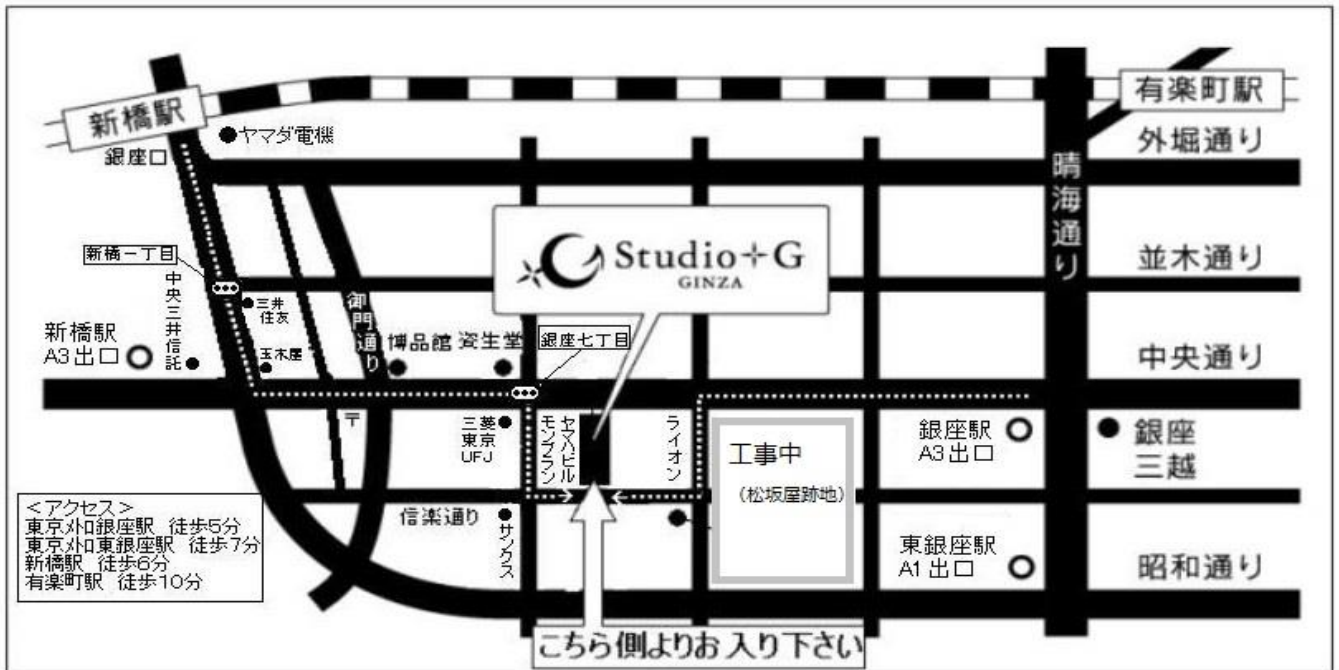 新橋駅
銀座口
ヤマダ電機
有楽町駅
外堀通り
晴海通り
Studio+G
GINZA
並木通り
新橋一丁目
中央三井信託
三井
住友
玉木屋
御門通り
博品館
資生堂
銀座七丁目
新橋駅
A3出口
中央通り
〒
三菱
東京
UFJ
モンブラン
ヤマハビル
ライオン
工事中
(松坂屋跡地)
銀座駅
A3出口
銀座
三越
信楽通り
サンクス
東銀座駅
A1出口
昭和通り
<アクセス>
東京メトロ銀座駅 徒歩5分
東京メトロ東銀座駅 徒歩7分
新橋駅 徒歩6分
有楽町駅 徒歩10分
こちら側よりお入り下さい